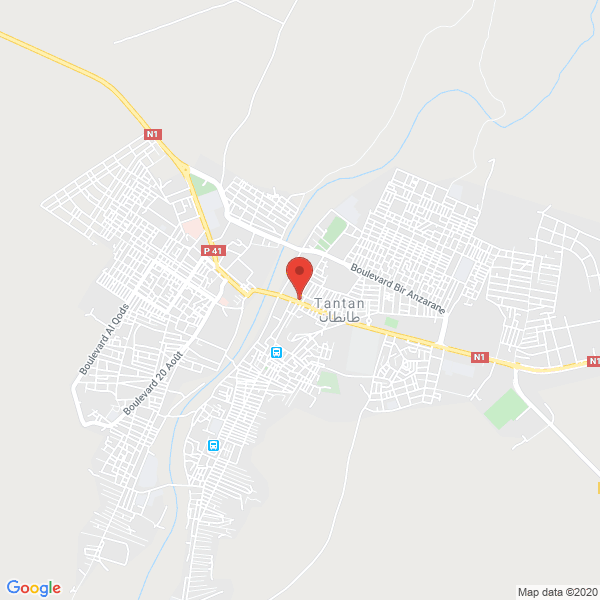 N1
P 41
Boulevard Bir Anzarane
Tantan
طانطان
Boulevard Al Qods
Boulevard 20 Août
N1
N1
Google
Map data ©2020